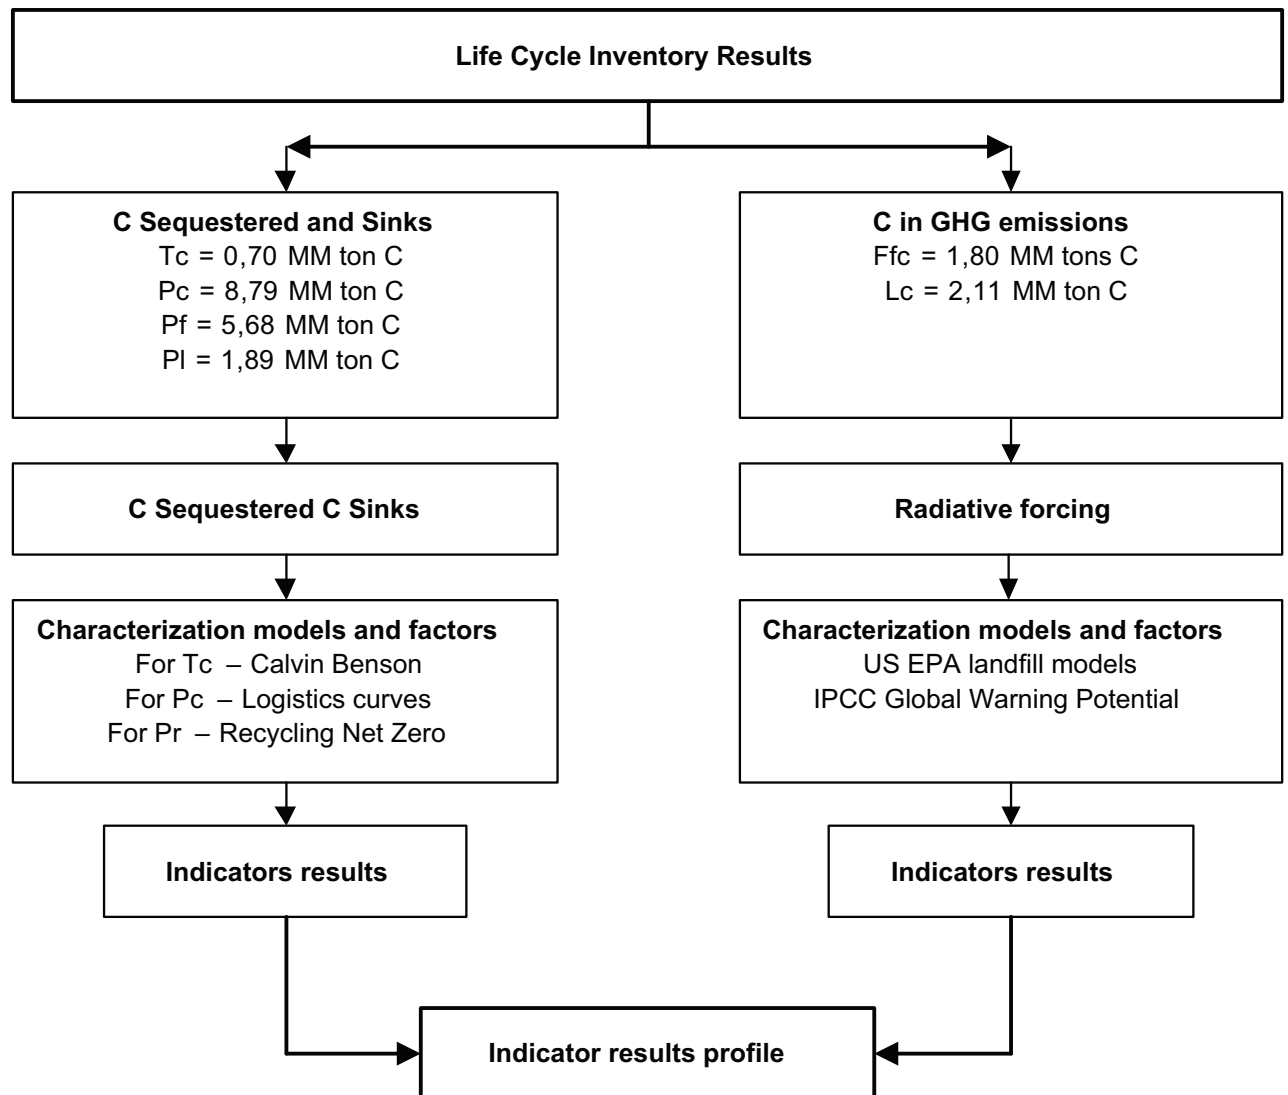 Life Cycle Inventory Results
C Sequestered and Sinks
Tc = 0,70 MM ton C
Pc = 8,79 MM ton C
Pf = 5,68 MM ton C
Pl = 1,89 MM ton C
C in GHG emissions
Ffc = 1,80 MM tons C
Lc = 2,11 MM ton C
C Sequestered C Sinks
Radiative forcing
Characterization models and factors
For Tc – Calvin Benson
For Pc – Logistics curves
For Pr – Recycling Net Zero
Characterization models and factors
US EPA landfill models
IPCC Global Warning Potential
Indicators results
Indicators results
Indicator results profile